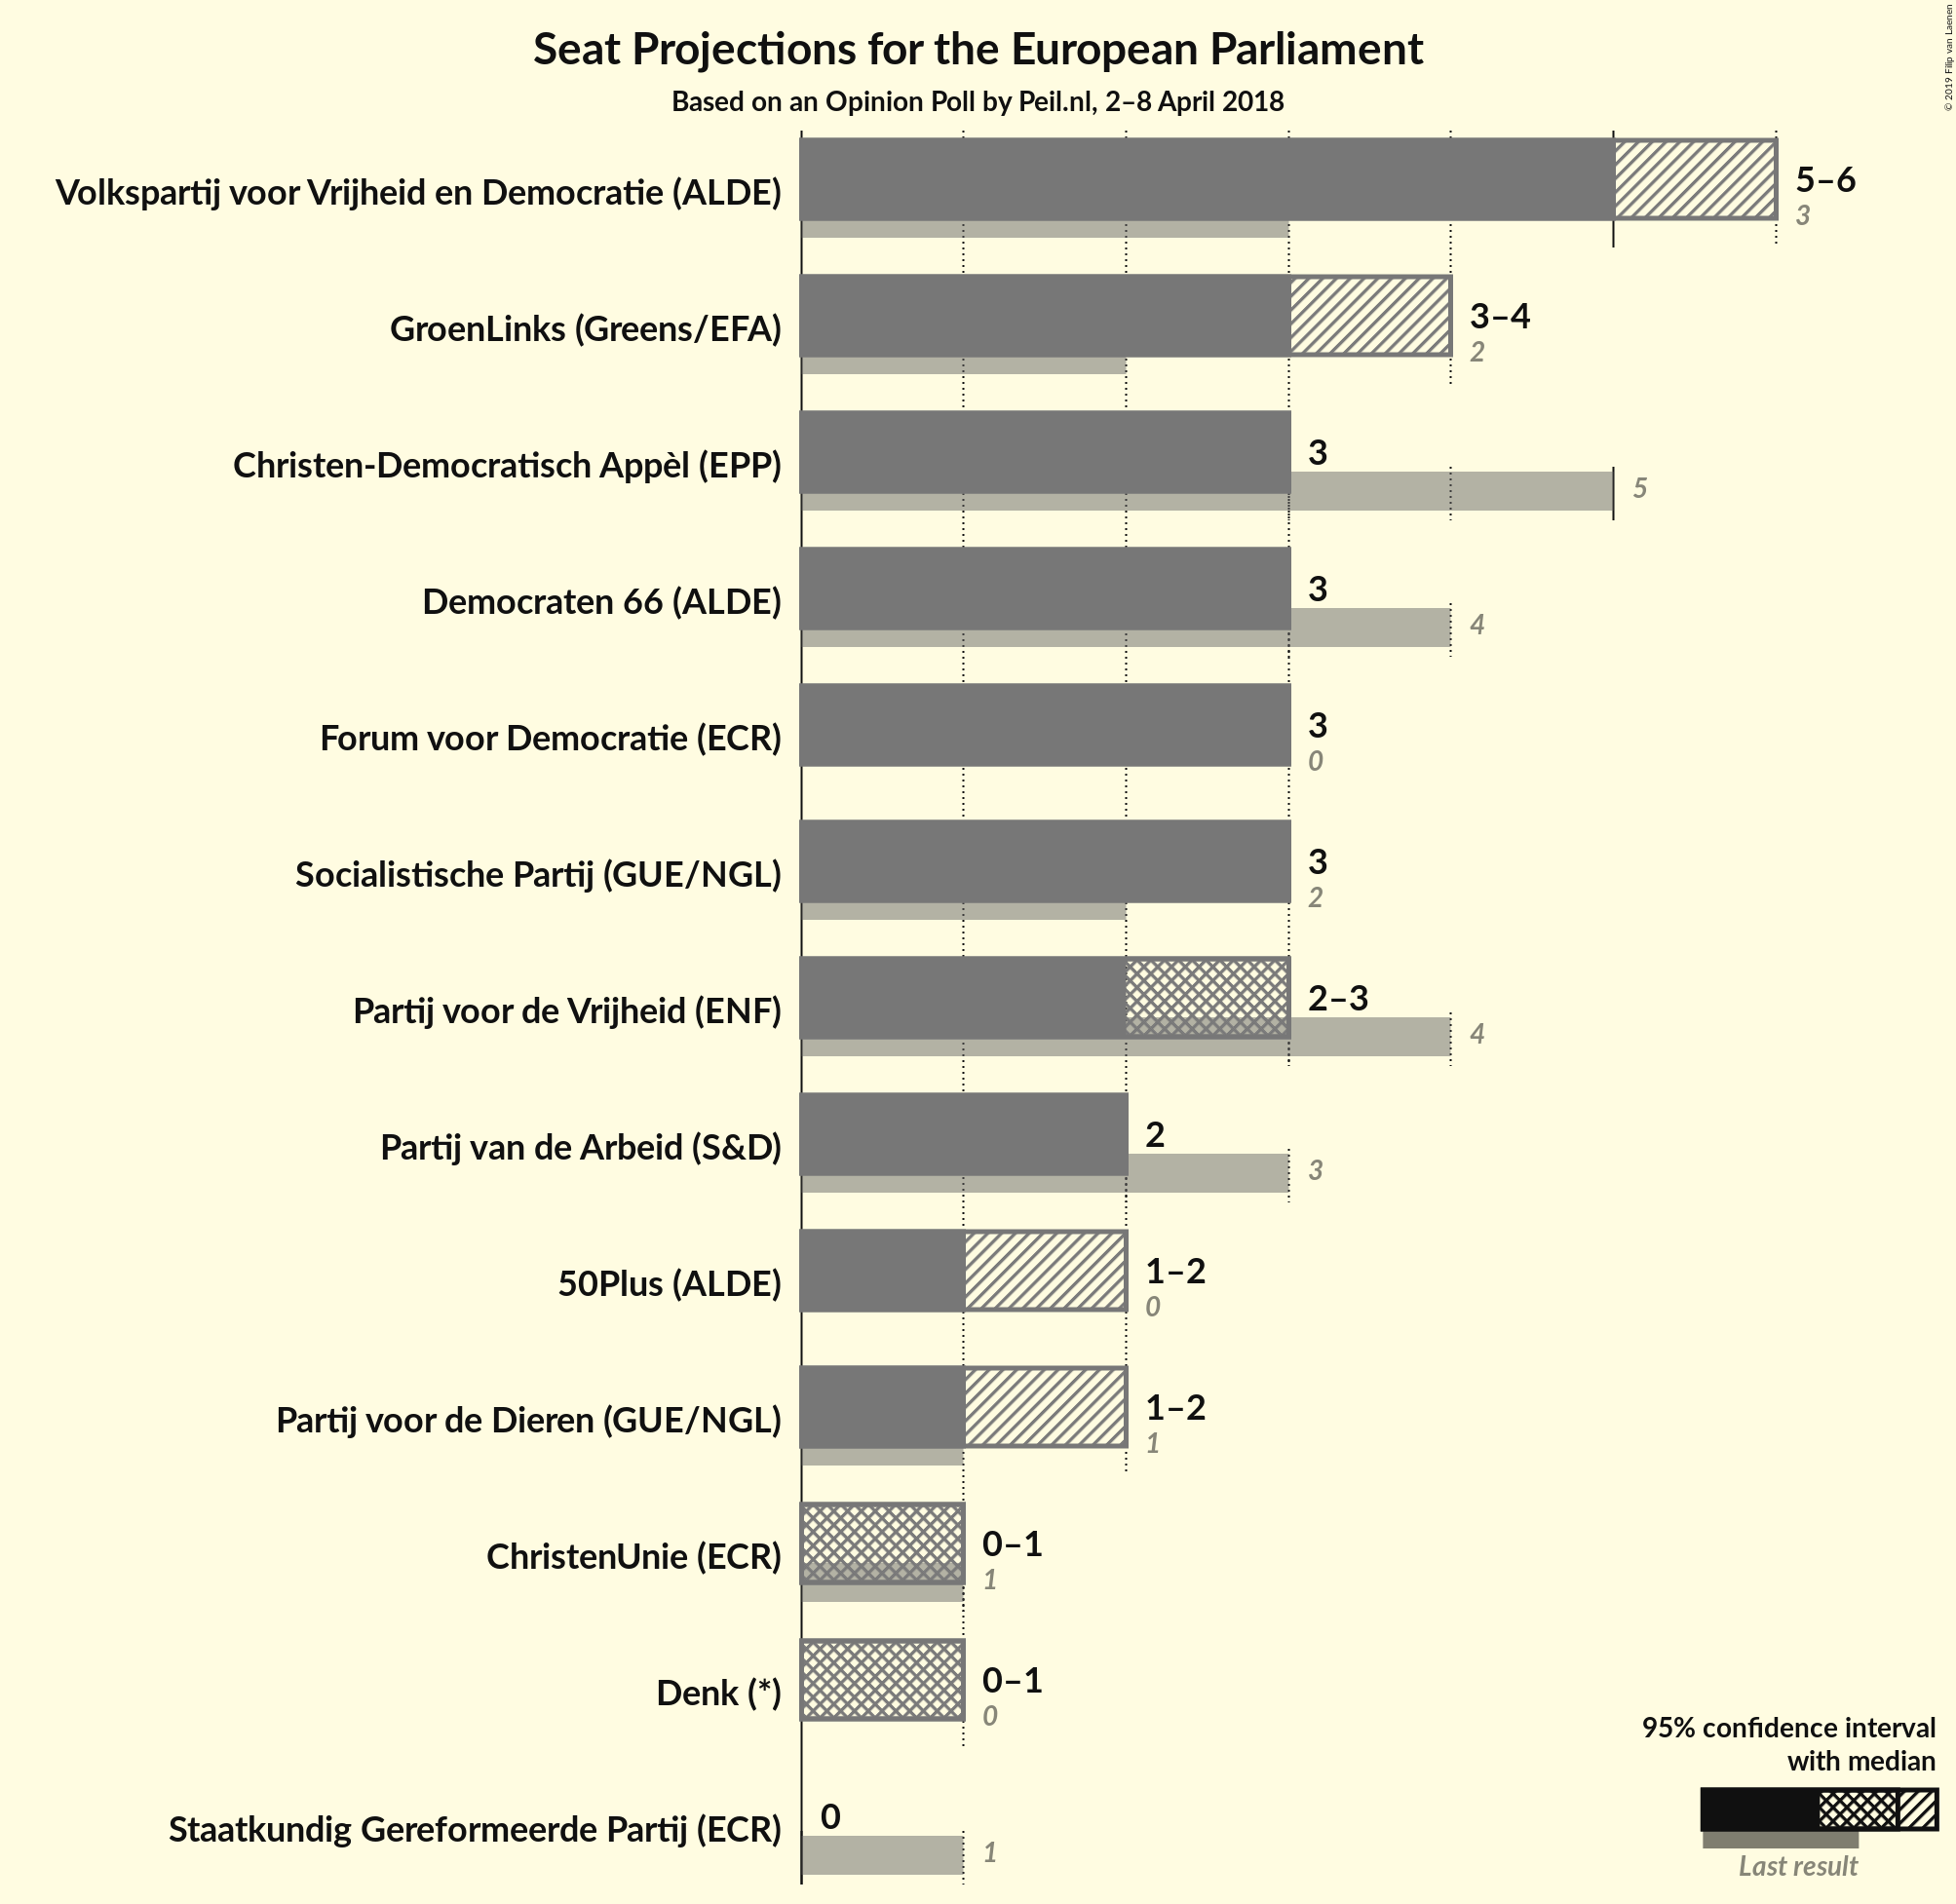 Seat Projections for the European Parliament
Based on an Opinion Poll by Peil.nl, 2–8 April 2018
© 2019 Filip van Laenen
Volkspartij voor Vrijheid en Democratie (ALDE)
5–6
3
GroenLinks (Greens/EFA)
3–4
2
Christen-Democratisch Appèl (EPP)
3
5
Democraten 66 (ALDE)
3
4
Forum voor Democratie (ECR)
3
0
Socialistische Partij (GUE/NGL)
3
2
Partij voor de Vrijheid (ENF)
2–3
4
Partij van de Arbeid (S&D)
2
3
50Plus (ALDE)
1–2
0
Partij voor de Dieren (GUE/NGL)
1–2
1
ChristenUnie (ECR)
0–1
1
Denk (*)
0–1
0
Staatkundig Gereformeerde Partij (ECR)
0
1
95% confidence interval
with median
Last result